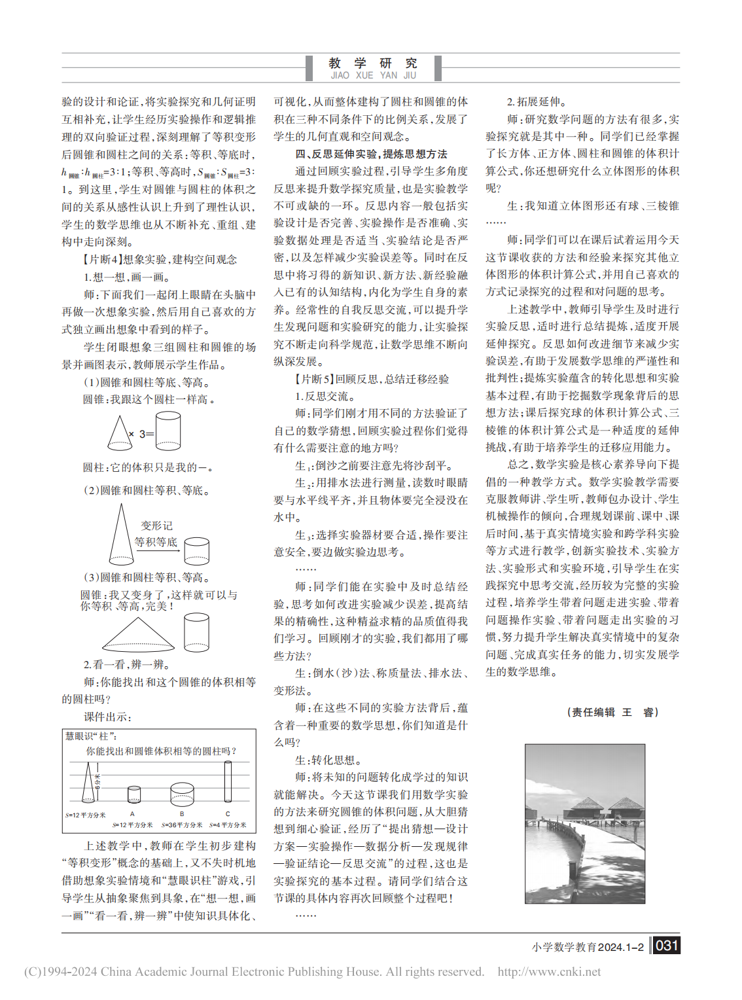 教 学 研 究
JIAO XUE YAN JIU
验的设计和论证,将实验探究和几何证明
互相补充,让学生经历实验操作和逻辑推
理的双向验证过程,深刻理解了等积变形
后圆锥和圆柱之间的关系:等积、等底时,
h圆锥∶h圆柱=3∶1;等积、等高时,S圆锥∶S圆柱=3∶
1。到这里,学生对圆锥与圆柱的体积之
间的关系从感性认识上升到了理性认识,
学生的数学思维也从不断补充、重组、建
构中走向深刻。
【片断4】想象实验,建构空间观念
1.想一想,画一画。
师:下面我们一起闭上眼睛在头脑中
再做一次想象实验,然后用自己喜欢的方
式独立画出想象中看到的样子。
学生闭眼想象三组圆柱和圆锥的场
景并画图表示,教师展示学生作品。
(1)圆锥和圆柱等底、等高。
圆锥:我跟这个圆柱一样高。
× 3=
圆柱:它的体积只是我的一。
(2)圆锥和圆柱等积、等底。
变形记
等积等底
(3)圆锥和圆柱等积、等高。
圆锥:我又变身了,这样就可以与
你等积、等高,完美!
2.看一看,辨一辨。
师:你能找出和这个圆锥的体积相等
的圆柱吗?
课件出示:
慧眼识“柱”:
你能找出和圆锥体积相等的圆柱吗?
6分米
A B C
S=12平方分米
S=12平方分米 S=36平方分米 S=4平方分米
上述教学中,教师在学生初步建构
“等积变形”概念的基础上,又不失时机地
借助想象实验情境和“慧眼识柱”游戏,引
导学生从抽象聚焦到具象,在“想一想,画
一画”“看一看,辨一辨”中使知识具体化、
可视化,从而整体建构了圆柱和圆锥的体
积在三种不同条件下的比例关系,发展了
学生的几何直观和空间观念。
四、反思延伸实验,提炼思想方法
通过回顾实验过程,引导学生多角度
反思来提升数学探究质量,也是实验教学
不可或缺的一环。反思内容一般包括实
验设计是否完善、实验操作是否准确、实
验数据处理是否适当、实验结论是否严
密,以及怎样减少实验误差等。同时在反
思中将习得的新知识、新方法、新经验融
入已有的认知结构,内化为学生自身的素
养。经常性的自我反思交流,可以提升学
生发现问题和实验研究的能力,让实验探
究不断走向科学规范,让数学思维不断向
纵深发展。
【片断5】回顾反思,总结迁移经验
1.反思交流。
师:同学们刚才用不同的方法验证了
自己的数学猜想,回顾实验过程你们觉得
有什么需要注意的地方吗?
生1:倒沙之前要注意先将沙刮平。
生2:用排水法进行测量,读数时眼睛
要与水平线平齐,并且物体要完全浸没在
水中。
生3:选择实验器材要合适,操作要注
意安全,要边做实验边思考。
……
师:同学们能在实验中及时总结经
验,思考如何改进实验减少误差,提高结
果的精确性,这种精益求精的品质值得我
们学习。回顾刚才的实验,我们都用了哪
些方法?
生:倒水(沙)法、称质量法、排水法、
变形法。
师:在这些不同的实验方法背后,蕴
含着一种重要的数学思想,你们知道是什
么吗?
生:转化思想。
师:将未知的问题转化成学过的知识
就能解决。今天这节课我们用数学实验
的方法来研究圆锥的体积问题,从大胆猜
想到细心验证,经历了“提出猜想—设计
方案—实验操作—数据分析—发现规律
—验证结论—反思交流”的过程,这也是
实验探究的基本过程。请同学们结合这
节课的具体内容再次回顾整个过程吧!
……
2.拓展延伸。
师:研究数学问题的方法有很多,实
验探究就是其中一种。同学们已经掌握
了长方体、正方体、圆柱和圆锥的体积计
算公式,你还想研究什么立体图形的体积
呢?
生:我知道立体图形还有球、三棱锥
……
师:同学们可以在课后试着运用今天
这节课收获的方法和经验来探究其他立
体图形的体积计算公式,并用自己喜欢的
方式记录探究的过程和对问题的思考。
上述教学中,教师引导学生及时进行
实验反思,适时进行总结提炼,适度开展
延伸探究。反思如何改进细节来减少实
验误差,有助于发展数学思维的严谨性和
批判性;提炼实验蕴含的转化思想和实验
基本过程,有助于挖掘数学现象背后的思
想方法;课后探究球的体积计算公式、三
棱锥的体积计算公式是一种适度的延伸
挑战,有助于培养学生的迁移应用能力。
总之,数学实验是核心素养导向下提
倡的一种教学方式。数学实验教学需要
克服教师讲、学生听,教师包办设计、学生
机械操作的倾向,合理规划课前、课中、课
后时间,基于真实情境实验和跨学科实验
等方式进行教学,创新实验技术、实验方
法、实验形式和实验环境,引导学生在实
践探究中思考交流,经历较为完整的实验
过程,培养学生带着问题走进实验、带着
问题操作实验、带着问题走出实验的习
惯,努力提升学生解决真实情境中的复杂
问题、完成真实任务的能力,切实发展学
生的数学思维。
(责任编辑 王 睿)
小学数学教育2024.1-2 031
(C)1994-2024 China Academic Journal Electronic Publishing House. All rights reserved. http://www.cnki.net